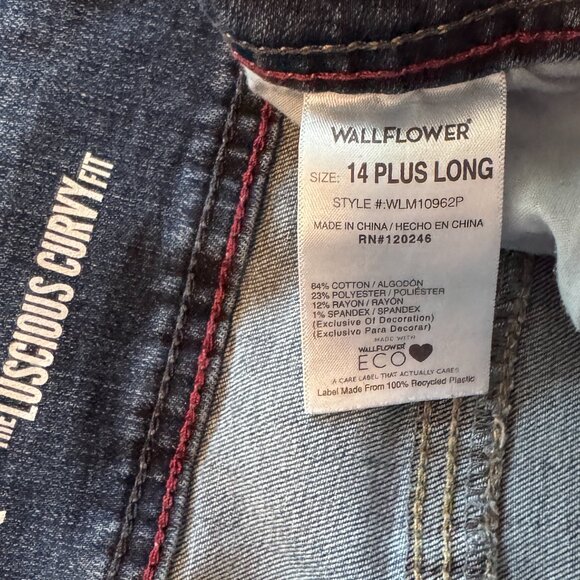 THE LUSCIOUS CURVY FIT
WALLFLOWER®
SIZE: 14 PLUS LONG
STYLE #:WLM10962P
MADE IN CHINA / HECHO EN CHINA
RN#120246
64% COTTON / ALGODÓN
23% POLYESTER / POLIÉSTER
12% RAYON / RAYÓN
1% SPANDEX / SPANDEX
(Exclusive Of Decoration)
(Exclusivo Para Decorar)
MADE WITH
WALLFLOWER
ECO
A CARE LABEL THAT ACTUALLY CARES
Label Made From 100% Recycled Plastic